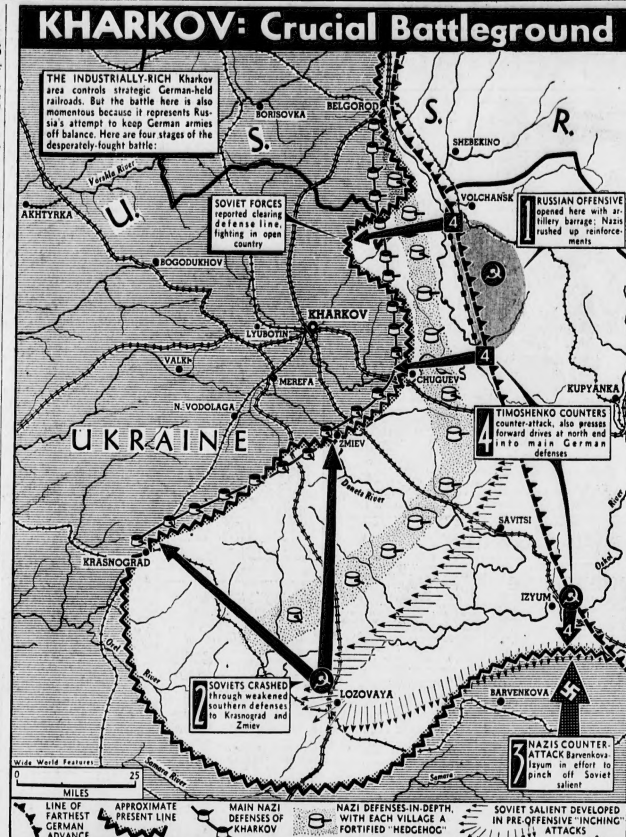 KHARKOV: Crucial Battleground
THE INDUSTRIALLY-RICH Kharkov
area controls strategic German-held
railroads. But the battle here is also
momentous because it represents Rus-
sia's attempt to keep German armies
off balance. Here are four stages of the
desperately-fought battle:
BORISOVKA
BELGOROD
S.
S.
R.
SHEBEKINO
Vorskla River
AKHTYRKA
U.
SOVIET FORCES
reported clearing
defense line,
fighting in open
country
VOLCHANSK
4
1 RUSSIAN OFFENSIVE
opened here with ar-
tillery barrage; Nazis
rushed up reinforce-
ments
BOGODUKHOV
KHARKOV
LYUBOTIN
4
VALKI
MEREFA
CHUGUEV
KUPYANKA
N. VODOLAGA
UKRAINE
ZMIEV
4 TIMOSHENKO COUNTERS
counter-attack, also presses
forward drives at north end
into main German
defenses
Donets River
SAVITSI
Oskol River
KRASNOGRAD
IZYUM
4
Orel River
2 SOVIETS CRASHED
through weakened
southern defenses
to Krasnograd and
Zmiev
LOZOVAYA
BARVENKOVA
3 NAZIS COUNTER-
ATTACK Barvenkova-
Izyum in effort to
pinch off Soviet
salient
Wide World Features
0 25
MILES
Samara River
Samara
LINE OF
FARTHEST
GERMAN
ADVANCE
APPROXIMATE
PRESENT LINE
MAIN NAZI
DEFENSES OF
KHARKOV
NAZI DEFENSES-IN-DEPTH,
WITH EACH VILLAGE A
FORTIFIED "HEDGEHOG"
SOVIET SALIENT DEVELOPED
IN PRE-OFFENSIVE "INCHING"
ATTACKS